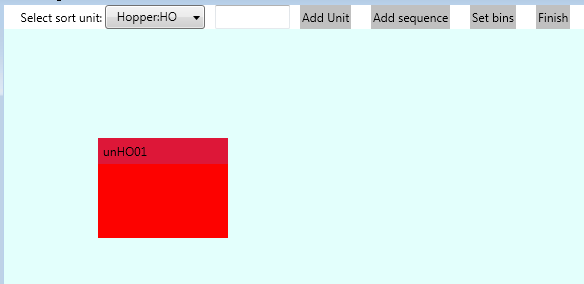 Select sort unit: Hopper:HO Add Unit Add sequence Set bins Finish
unHO01